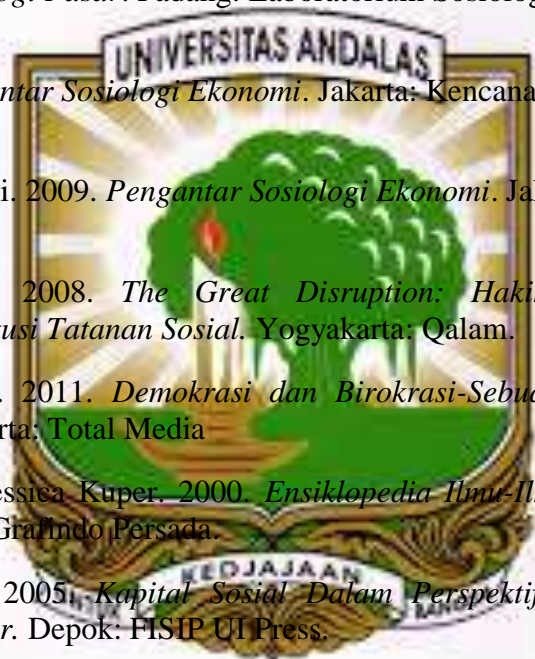 ogi Pasar. Padang: Laboratorium Sosiolog
UNIVERSITAS ANDALAS
ntar Sosiologi Ekonomi. Jakarta: Kencana
i. 2009. Pengantar Sosiologi Ekonomi. Ja
2008. The Great Disruption: Haki
usi Tatanan Sosial. Yogyakarta: Qalam.
. 2011. Demokrasi dan Birokrasi-Sebua
rta: Total Media
essica Kuper. 2000. Ensiklopedia Ilmu-Il
Grafindo Persada.
KEDJAJAAN
2005. Kapital Sosial Dalam Perspektif
BANGSA
r. Depok: FISIP UI Press.